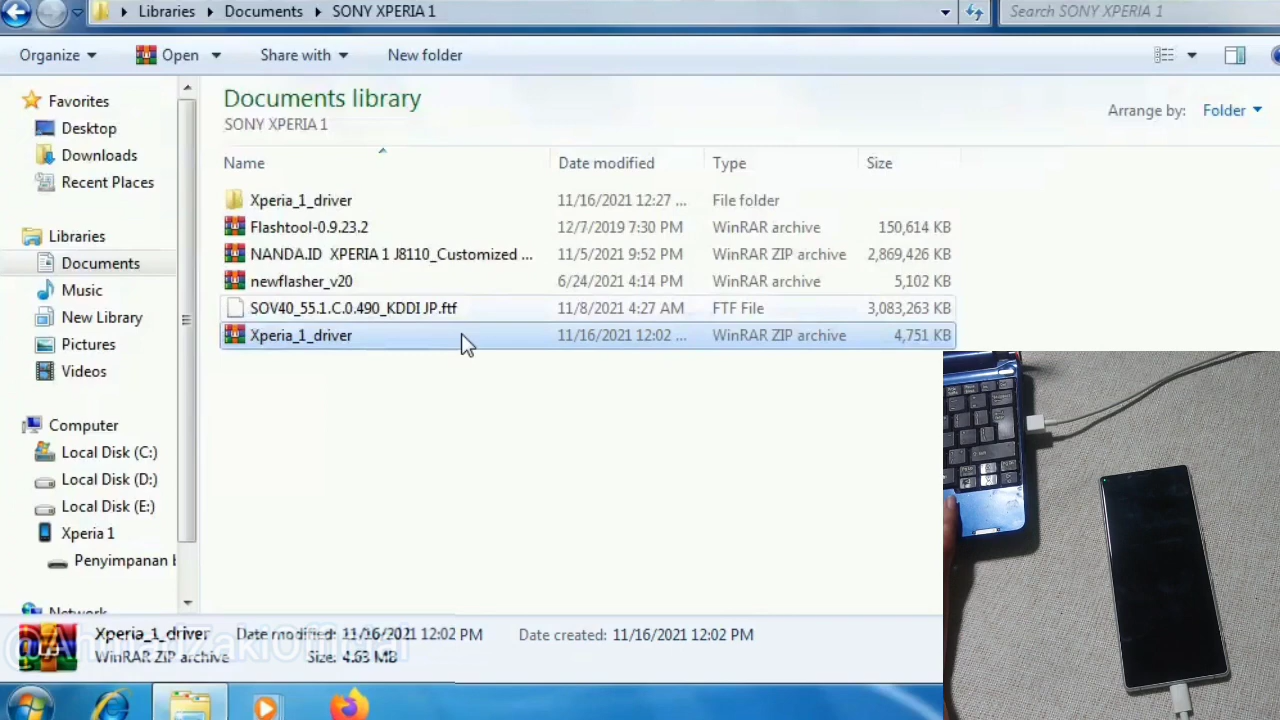 Libraries Documents SONY XPERIA 1 Search SONY XPERIA 1
Organize Open Share with New folder
Documents library
SONY XPERIA 1
Arrange by: Folder
Name Date modified Type Size
Xperia_1_driver 11/16/2021 12:27 ... File folder
Flashtool-0.9.23.2 12/7/2019 7:30 PM WinRAR archive 150,614 KB
NANDA.ID XPERIA 1 J8110_Customized ... 11/5/2021 9:52 PM WinRAR ZIP archive 2,869,426 KB
newflasher_v20 6/24/2021 4:14 PM WinRAR archive 5,102 KB
SOV40_55.1.C.0.490_KDDI JP.ftf 11/8/2021 4:27 AM FTF File 3,083,263 KB
Xperia_1_driver 11/16/2021 12:02 ... WinRAR ZIP archive 4,751 KB
Favorites
Desktop
Downloads
Recent Places
Libraries
Documents
Music
New Library
Pictures
Videos
Computer
Local Disk (C:)
Local Disk (D:)
Local Disk (E:)
Xperia 1
Penyimpanan
Network
Xperia_1_driver Date modified: 11/16/2021 12:02 PM Date created: 11/16/2021 12:02 PM
WinRAR ZIP archive Size: 4.63 MB